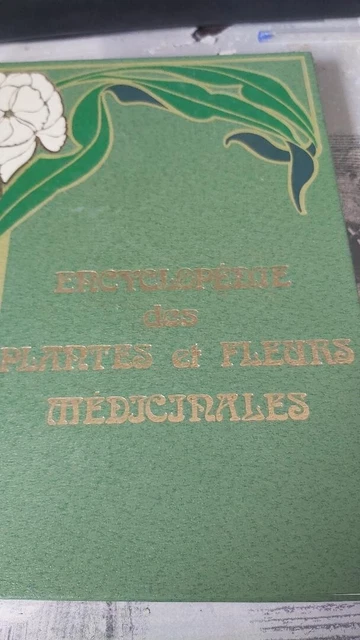 ENCYCLOPÉDIE
des
PLANTES et FLEURS
MÉDICINALES